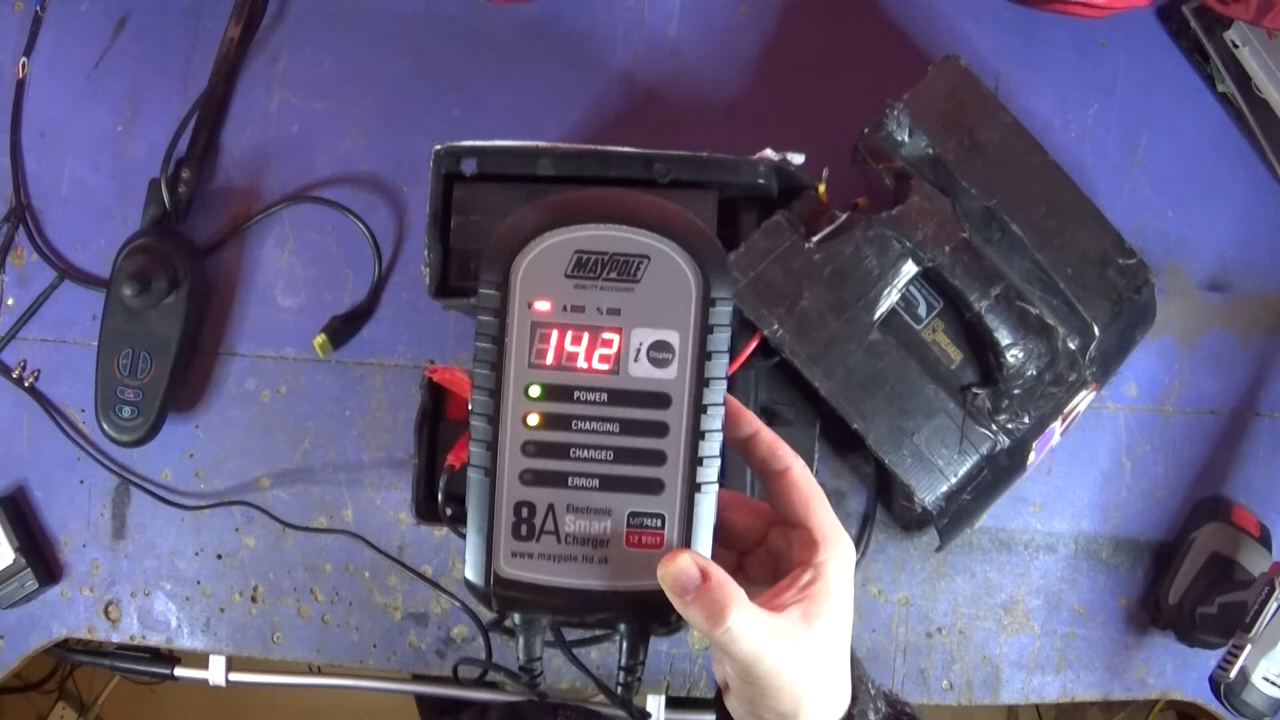 MAYPOLE
QUALITY ACCESSORY
V A %
14.2
i Display
POWER
CHARGING
CHARGED
ERROR
8A Electronic Smart Charger
MP7428
12 VOLT
www.maypole.ltd.uk